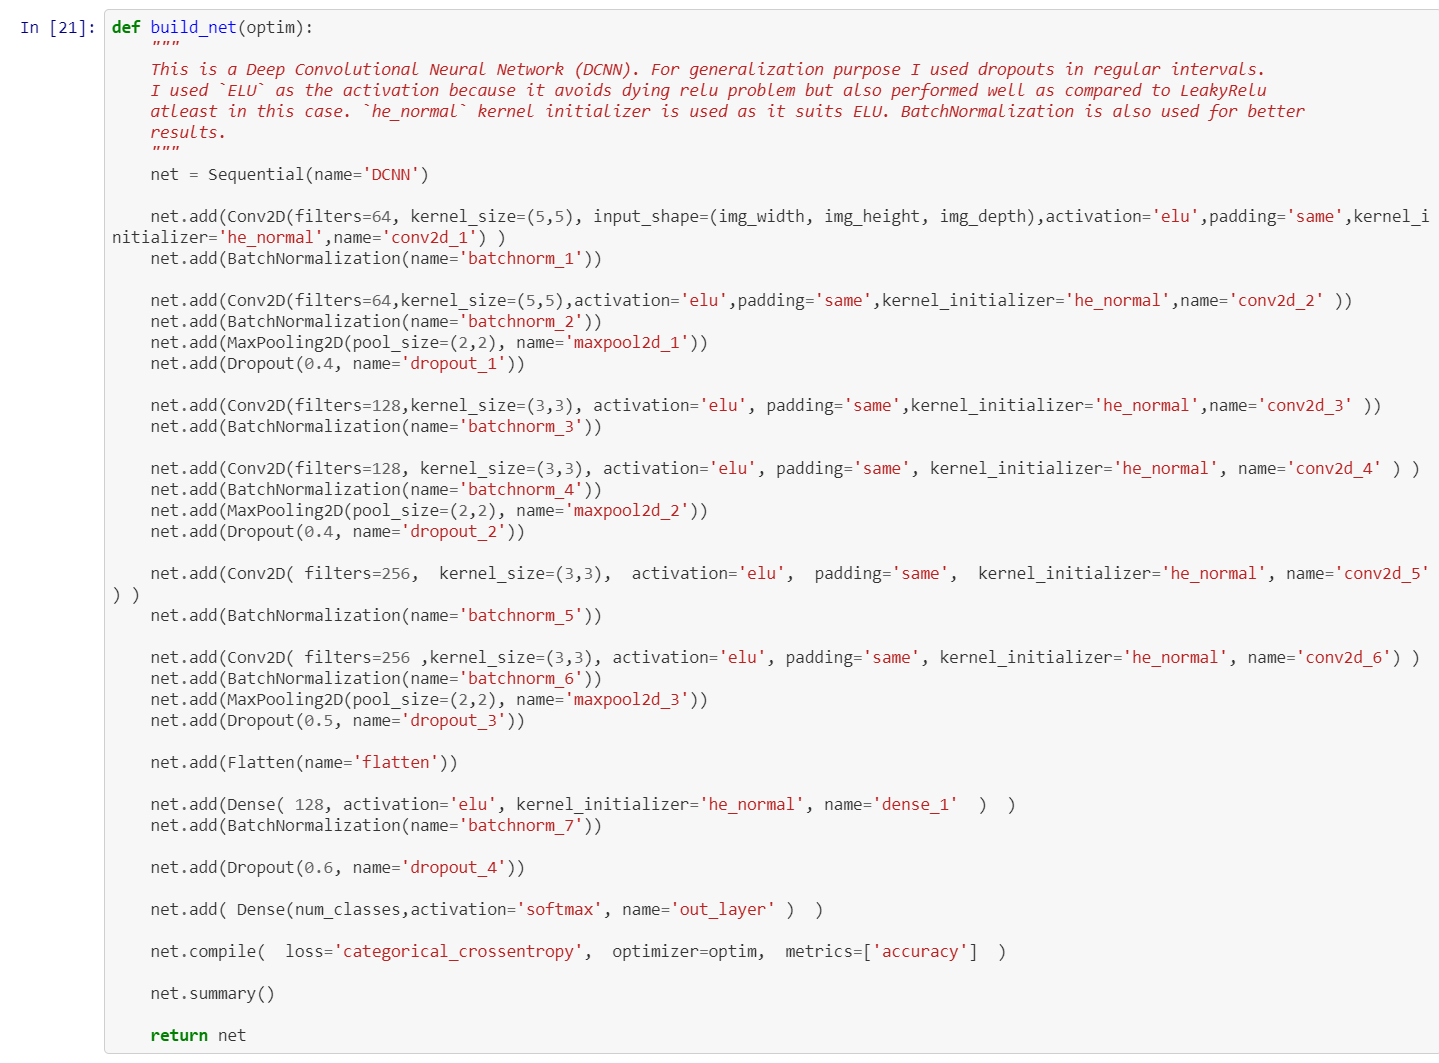 In [21]: def build_net(optim):
    """
    This is a Deep Convolutional Neural Network (DCNN). For generalization purpose I used dropouts in regular intervals.
    I used `ELU` as the activation because it avoids dying relu problem but also performed well as compared to LeakyRelu
    atleast in this case. `he_normal` kernel initializer is used as it suits ELU. BatchNormalization is also used for better
    results.
    """
    net = Sequential(name='DCNN')

    net.add(Conv2D(filters=64, kernel_size=(5,5), input_shape=(img_width, img_height, img_depth),activation='elu',padding='same',kernel_i
nitializer='he_normal',name='conv2d_1') )
    net.add(BatchNormalization(name='batchnorm_1'))

    net.add(Conv2D(filters=64,kernel_size=(5,5),activation='elu',padding='same',kernel_initializer='he_normal',name='conv2d_2' ))
    net.add(BatchNormalization(name='batchnorm_2'))
    net.add(MaxPooling2D(pool_size=(2,2), name='maxpool2d_1'))
    net.add(Dropout(0.4, name='dropout_1'))

    net.add(Conv2D(filters=128,kernel_size=(3,3), activation='elu', padding='same',kernel_initializer='he_normal',name='conv2d_3' ))
    net.add(BatchNormalization(name='batchnorm_3'))

    net.add(Conv2D(filters=128, kernel_size=(3,3), activation='elu', padding='same', kernel_initializer='he_normal', name='conv2d_4' ) )
    net.add(BatchNormalization(name='batchnorm_4'))
    net.add(MaxPooling2D(pool_size=(2,2), name='maxpool2d_2'))
    net.add(Dropout(0.4, name='dropout_2'))

    net.add(Conv2D( filters=256,  kernel_size=(3,3),  activation='elu',  padding='same',  kernel_initializer='he_normal', name='conv2d_5'
) )
    net.add(BatchNormalization(name='batchnorm_5'))

    net.add(Conv2D( filters=256 ,kernel_size=(3,3), activation='elu', padding='same', kernel_initializer='he_normal', name='conv2d_6') )
    net.add(BatchNormalization(name='batchnorm_6'))
    net.add(MaxPooling2D(pool_size=(2,2), name='maxpool2d_3'))
    net.add(Dropout(0.5, name='dropout_3'))

    net.add(Flatten(name='flatten'))

    net.add(Dense( 128, activation='elu', kernel_initializer='he_normal', name='dense_1'  )  )
    net.add(BatchNormalization(name='batchnorm_7'))

    net.add(Dropout(0.6, name='dropout_4'))

    net.add( Dense(num_classes,activation='softmax', name='out_layer' )  )

    net.compile(  loss='categorical_crossentropy',  optimizer=optim,  metrics=['accuracy']  )

    net.summary()

    return net